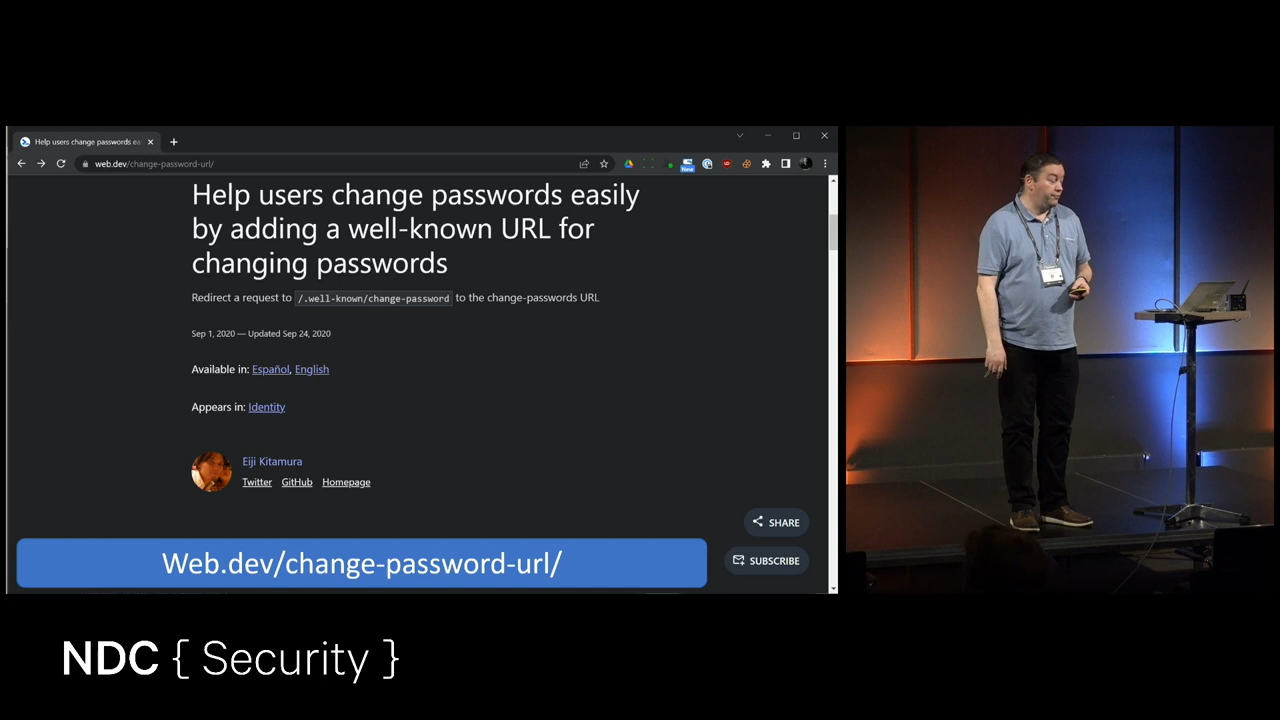 Help users change passwords ea
web.dev/change-password-url/
New
Help users change passwords easily
by adding a well-known URL for
changing passwords
Redirect a request to /.well-known/change-password to the change-passwords URL
Sep 1, 2020 — Updated Sep 24, 2020
Available in: Español, English
Appears in: Identity
Eiji Kitamura
Twitter GitHub Homepage
SHARE
SUBSCRIBE
Web.dev/change-password-url/
NDC { Security }